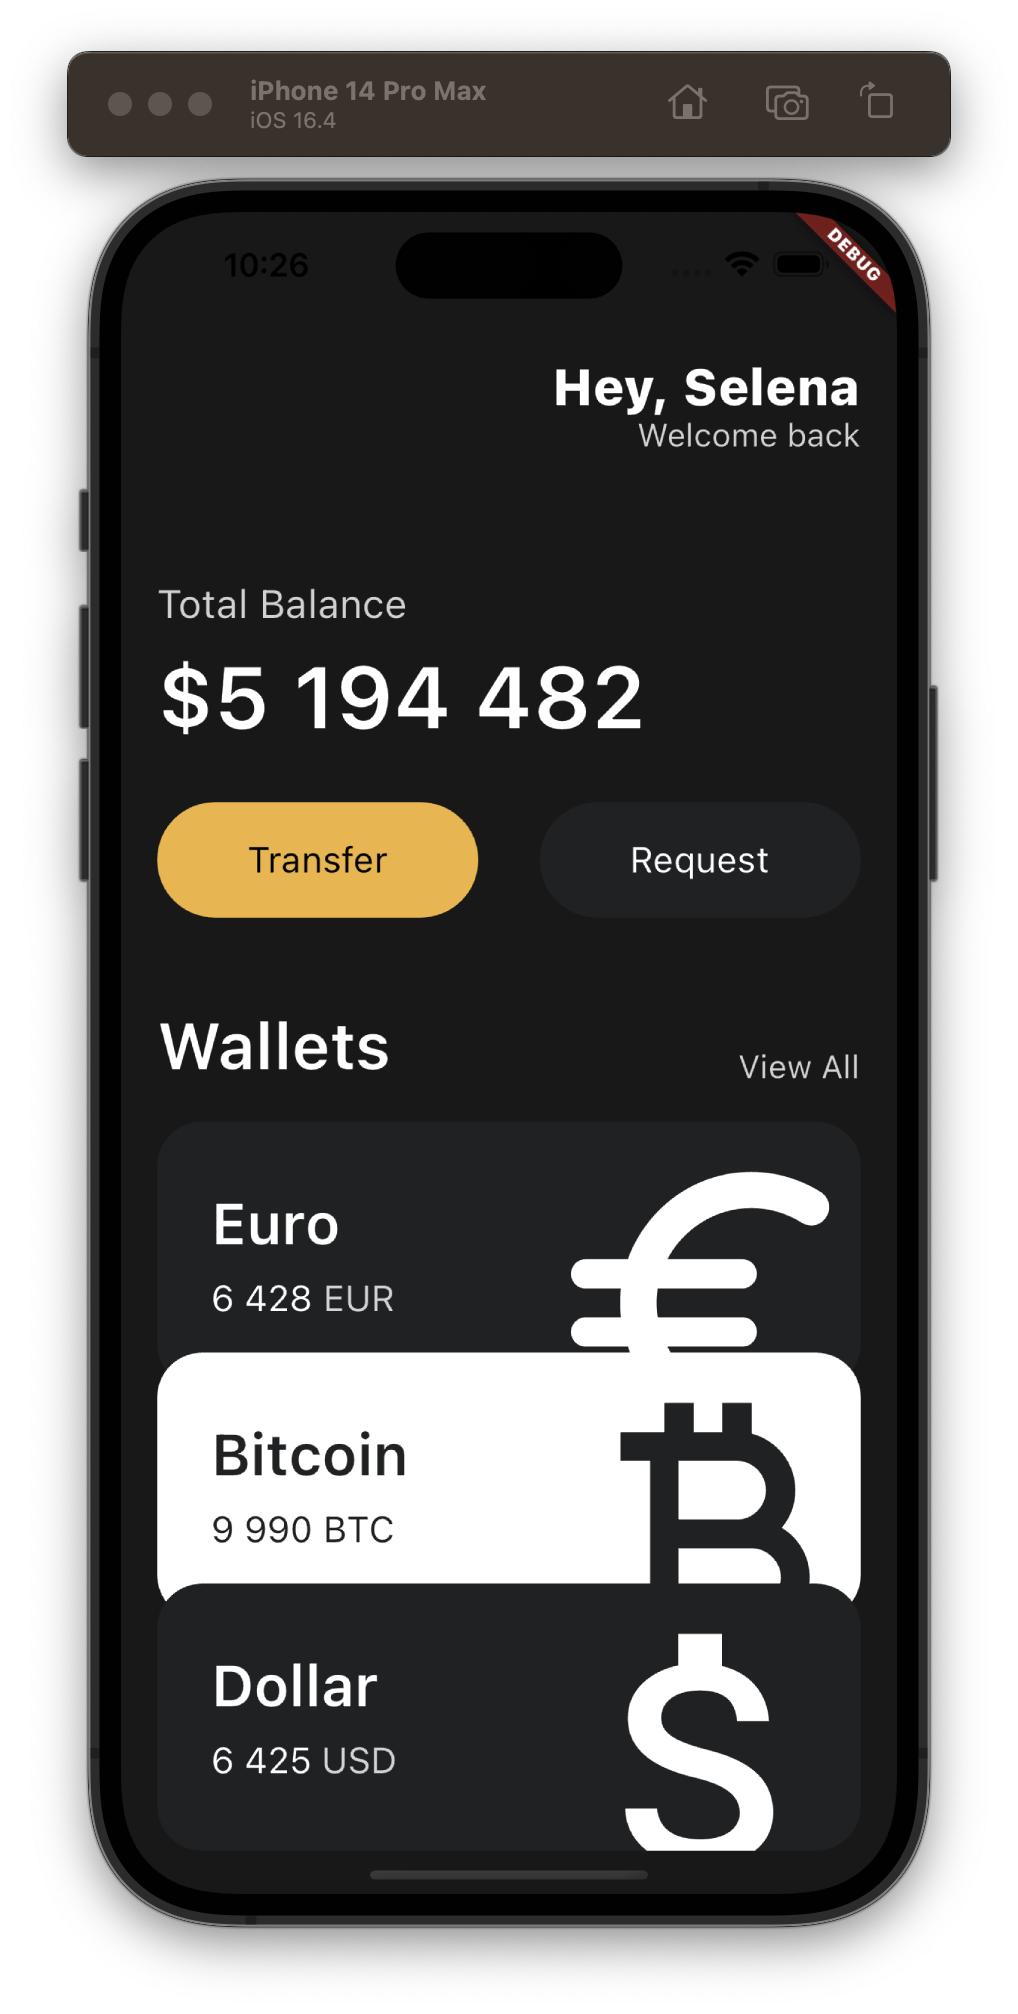 iPhone 14 Pro Max
iOS 16.4
10:26
DEBUG
Hey, Selena
Welcome back
Total Balance
$5 194 482
Transfer
Request
Wallets
View All
Euro
6 428 EUR
Bitcoin
9 990 BTC
Dollar
6 425 USD